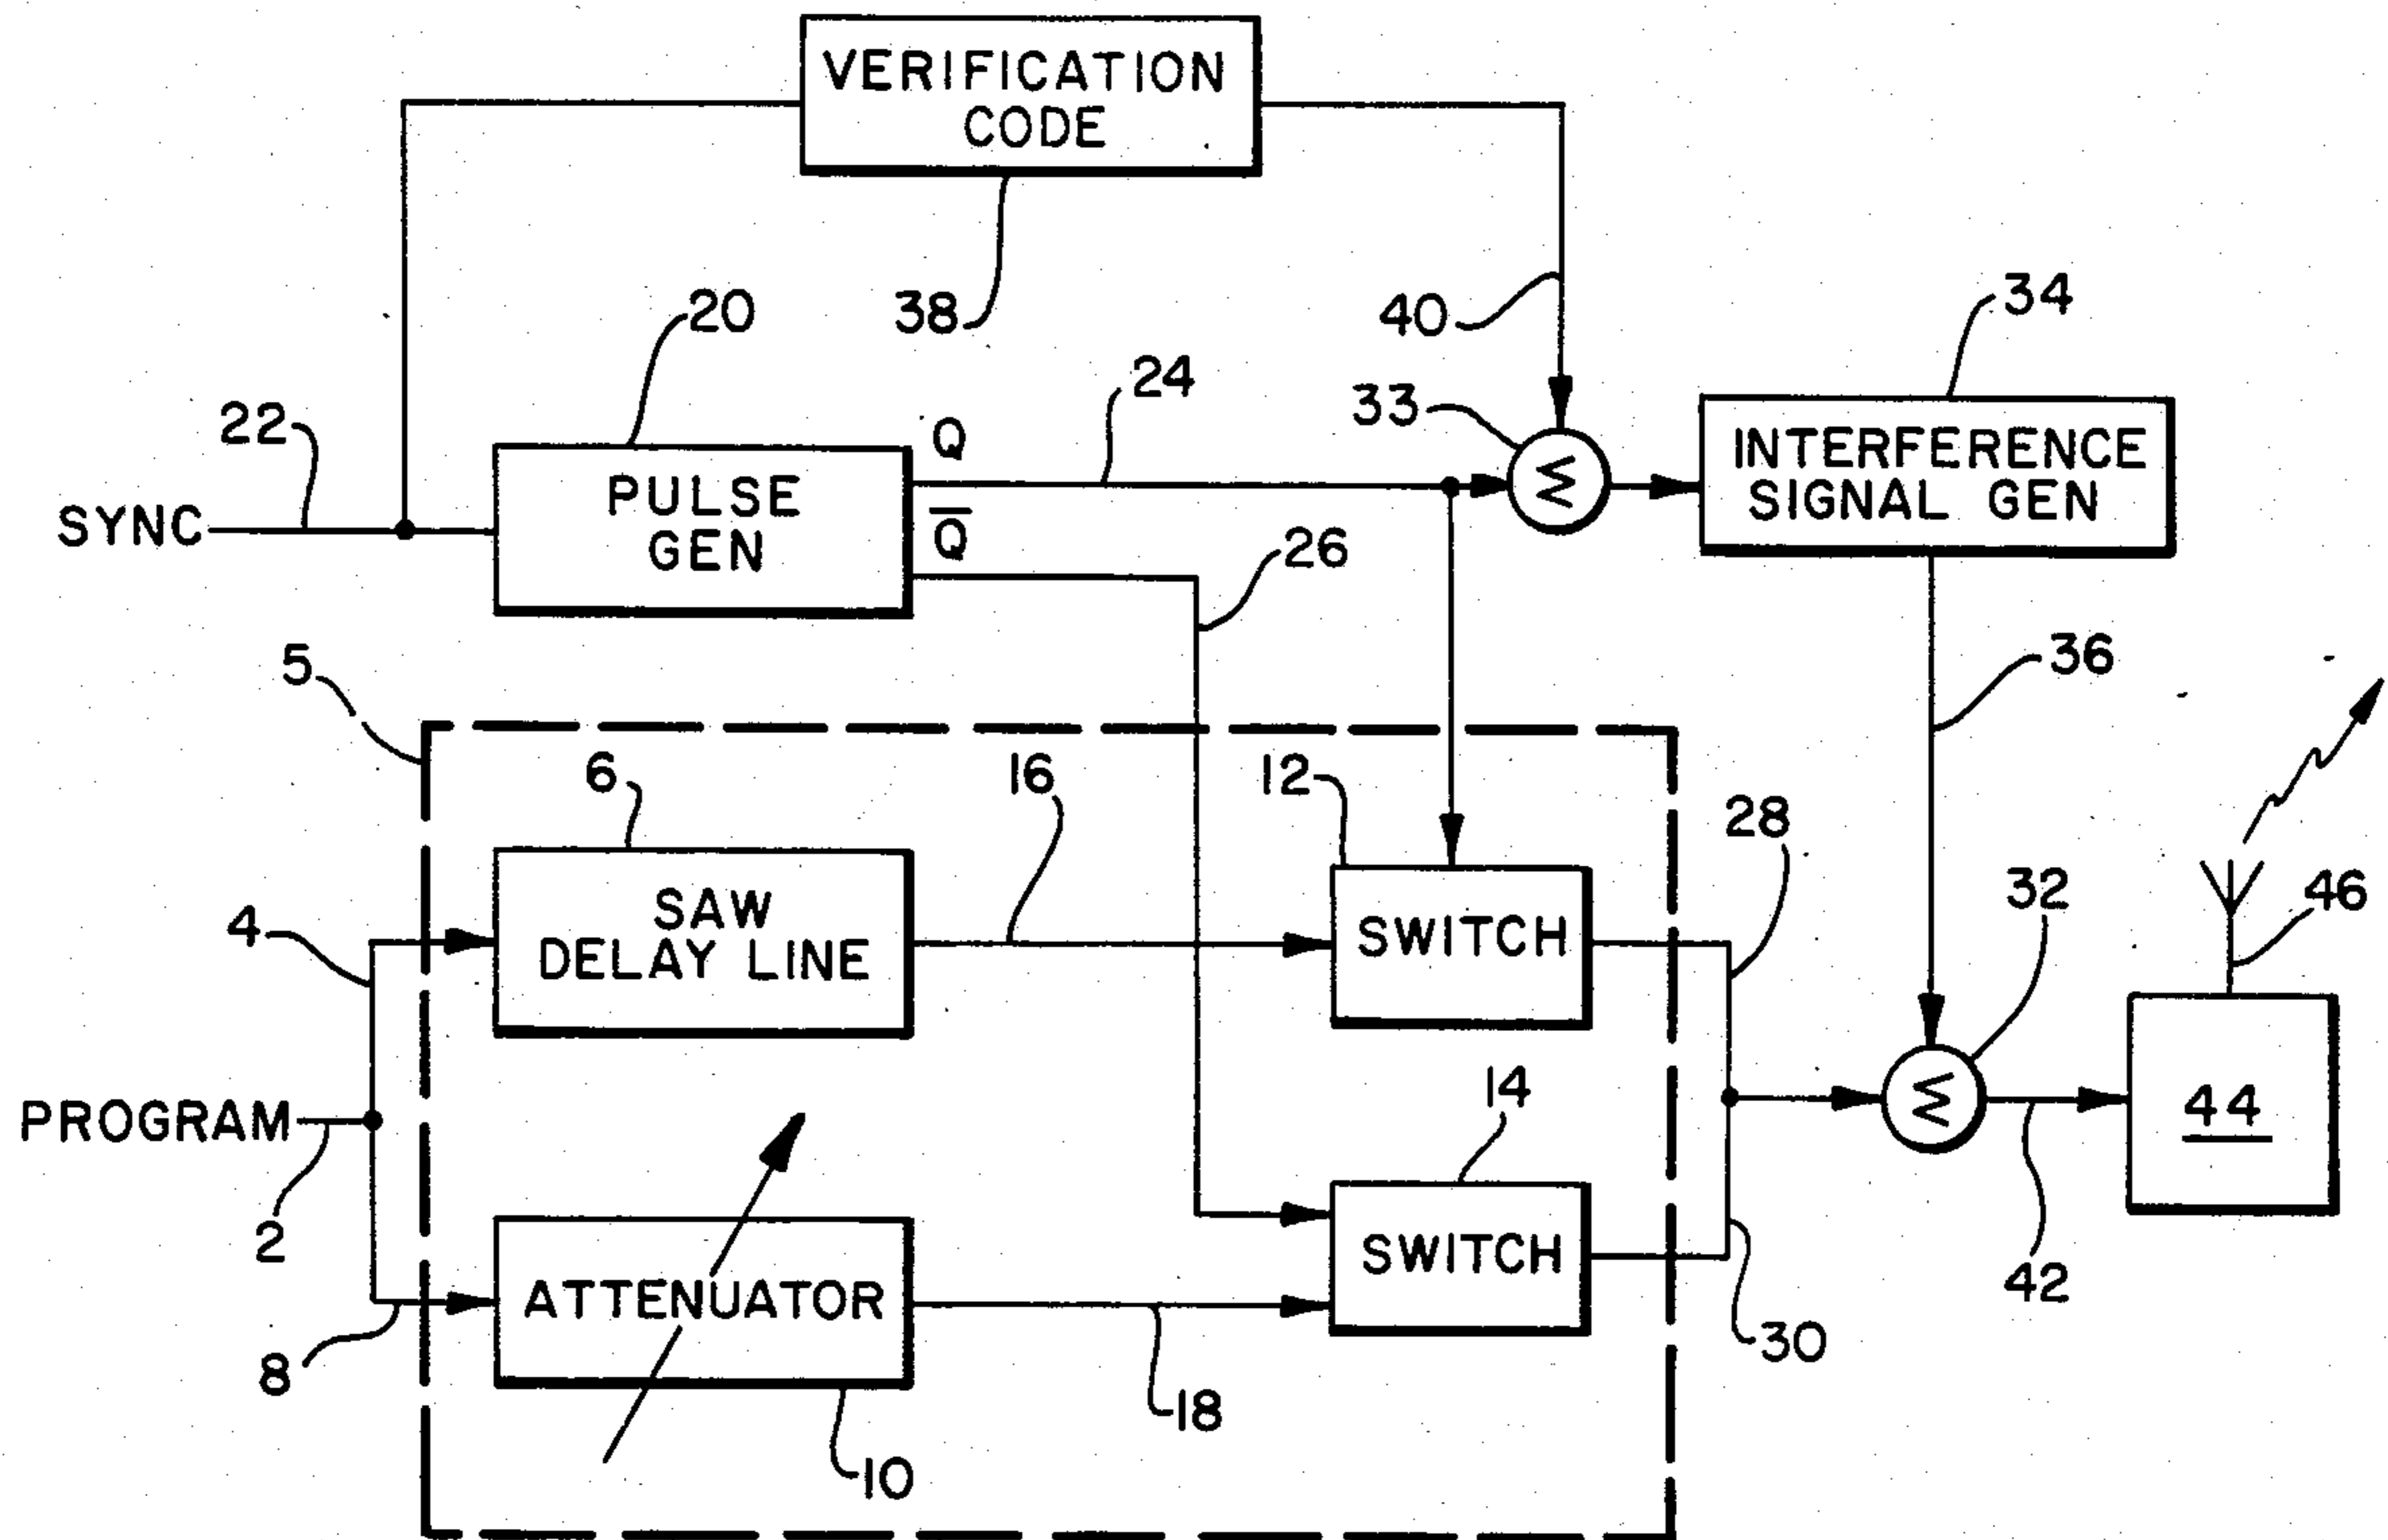 VERIFICATION
CODE
38
40
34
20
24
33
22
Q
INTERFERENCE
SIGNAL GEN
PULSE
GEN
SYNC
Q̅
26
36
5
6
16
12
28
SAW
DELAY LINE
SWITCH
32
46
4
14
44
PROGRAM
2
SWITCH
ATTENUATOR
42
30
8
18
10
Σ
Σ